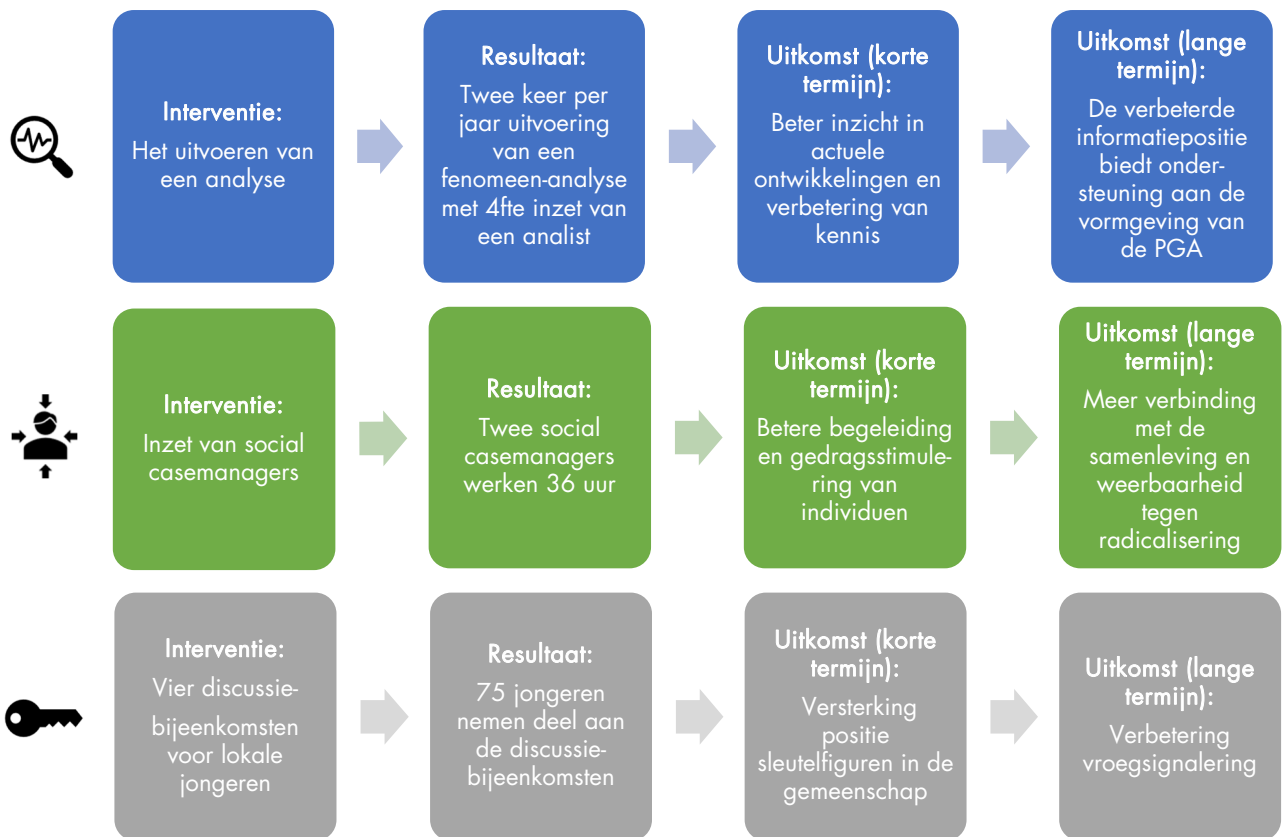 Interventie:
Het uitvoeren van
een analyse
Resultaat:
Twee keer per
jaar uitvoering
van een
fenomeen-analyse
met 4fte inzet van
een analist
Uitkomst (korte
termijn):
Beter inzicht in
actuele
ontwikkelingen en
verbetering van
kennis
Uitkomst (lange
termijn):
De verbeterde
informatiepositie
biedt onder-
steuning aan de
vormgeving van
de PGA
Interventie:
Inzet van social
casemanagers
Resultaat:
Twee social
casemanagers
werken 36 uur
Uitkomst (korte
termijn):
Betere begeleiding
en gedragsstimule-
ring van
individuen
Uitkomst (lange
termijn):
Meer verbinding
met de
samenleving en
weerbaarheid
tegen
radicalisering
Interventie:
Vier discussie-
bijeenkomsten
voor lokale
jongeren
Resultaat:
75 jongeren
nemen deel aan
de discussie-
bijeenkomsten
Uitkomst (korte
termijn):
Versterking
positie
sleutelfiguren in de
gemeenschap
Uitkomst (lange
termijn):
Verbetering
vroegsignalering